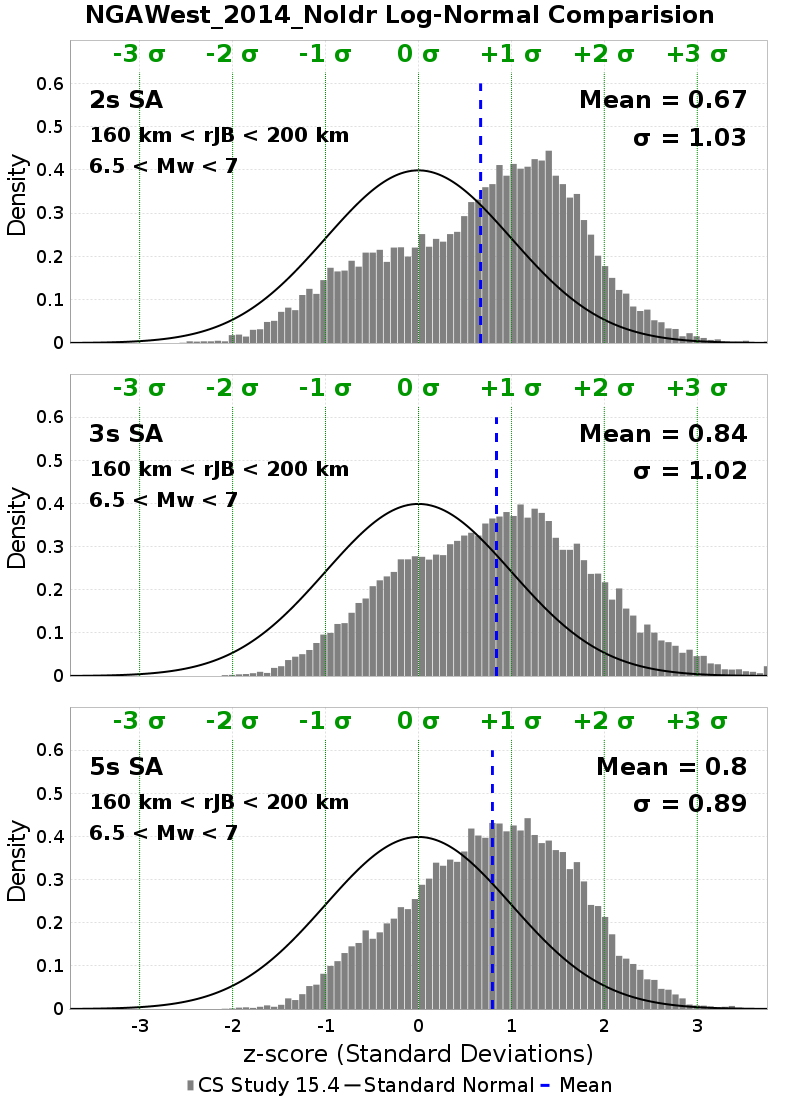 NGAWest_2014_NoIdr Log-Normal Comparision
-3 σ -2 σ -1 σ 0 σ +1 σ +2 σ +3 σ
0.6
2s SA
Mean = 0.67
0.5
160 km < rJB < 200 km
σ = 1.03
0.4
6.5 < Mw < 7
Density
0.3
0.2
0.1
0
-3 σ -2 σ -1 σ 0 σ +1 σ +2 σ +3 σ
0.6
3s SA
Mean = 0.84
0.5
160 km < rJB < 200 km
σ = 1.02
0.4
6.5 < Mw < 7
Density
0.3
0.2
0.1
0
-3 σ -2 σ -1 σ 0 σ +1 σ +2 σ +3 σ
0.6
5s SA
Mean = 0.8
0.5
160 km < rJB < 200 km
σ = 0.89
0.4
6.5 < Mw < 7
Density
0.3
0.2
0.1
0
-3 -2 -1 0 1 2 3
z-score (Standard Deviations)
CS Study 15.4 Standard Normal Mean